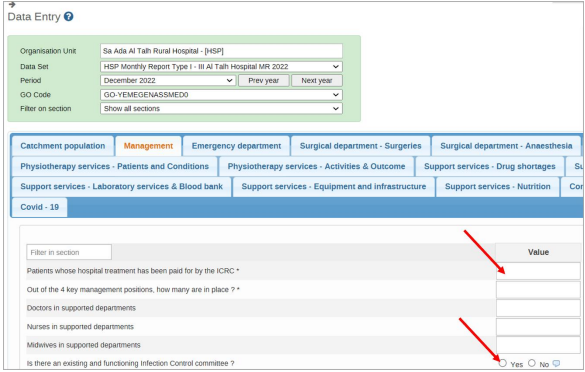 Data Entry
Organisation Unit Sa Ada Al Talh Rural Hospital - [HSP]
Data Set HSP Monthly Report Type I - III Al Talh Hospital MR 2022
Period December 2022 Prev year Next year
GO Code GO-YEMEGENASSMED0
Filter on section Show all sections
Catchment population Management Emergency department Surgical department - Surgeries Surgical department - Anaesthesia
Physiotherapy services - Patients and Conditions Physiotherapy services - Activities & Outcome Support services - Drug shortages Su
Support services - Laboratory services & Blood bank Support services - Equipment and infrastructure Support services - Nutrition Cor
Covid - 19
Filter in section Value
Patients whose hospital treatment has been paid for by the ICRC *
Out of the 4 key management positions, how many are in place ? *
Doctors in supported departments
Nurses in supported departments
Midwives in supported departments
Is there an existing and functioning Infection Control committee ? Yes No